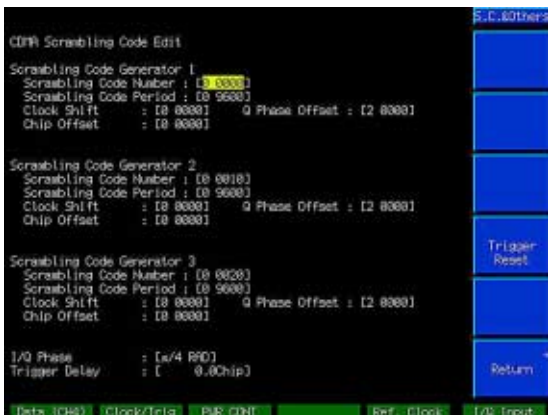 S.C.&Others
CDMA Scrambling Code Edit
Scrambling Code Generator 1
Scrambling Code Number : [0 0000]
Scrambling Code Period : [0 9600]
Clock Shift : [0 0000] Q Phase Offset : [2 0000]
Chip Offset : [0 0000]
Scrambling Code Generator 2
Scrambling Code Number : [0 0010]
Scrambling Code Period : [0 9600]
Clock Shift : [0 0000] Q Phase Offset : [2 0000]
Chip Offset : [0 0000]
Scrambling Code Generator 3
Scrambling Code Number : [0 0020]
Scrambling Code Period : [0 9600]
Clock Shift : [0 0000] Q Phase Offset : [2 0000]
Chip Offset : [0 0000]
Trigger
Reset
I/Q Phase : [π/4 RAD]
Trigger Delay : [ 0.0Chip]
Return
Data (CH4) Clock/Trig PWR CONT Ref. Clock I/Q Input